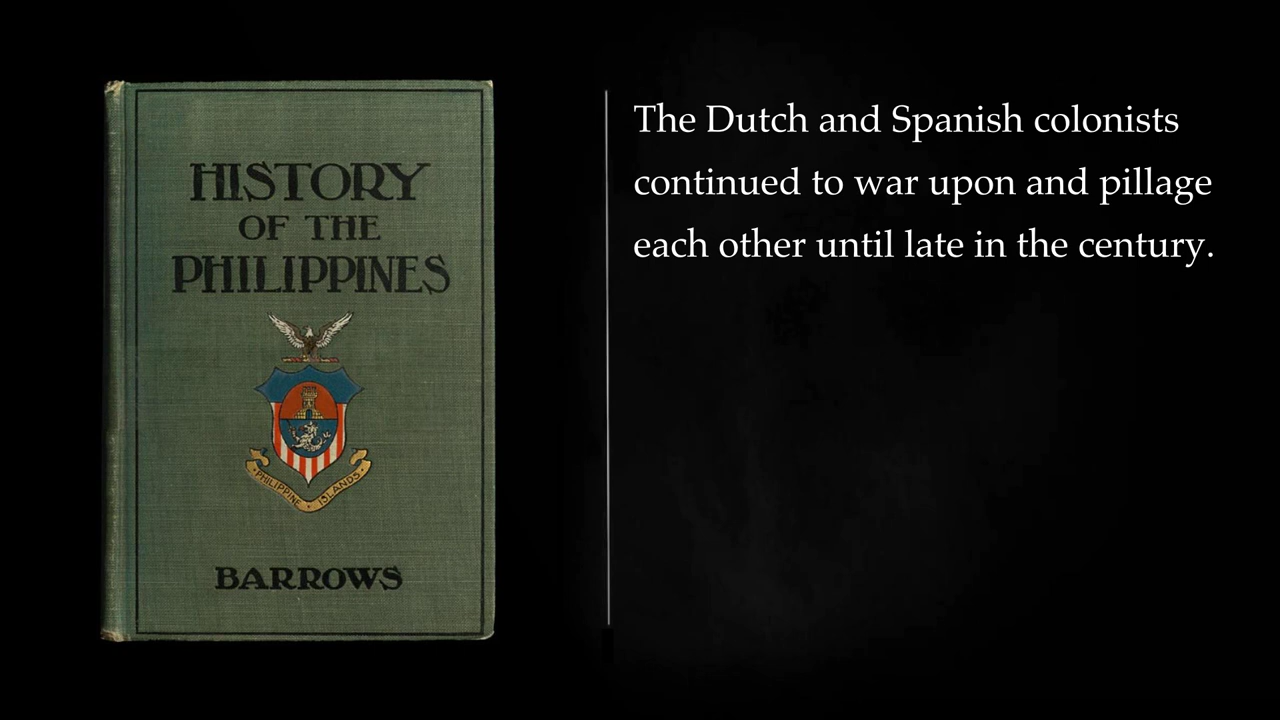 HISTORY
OF THE
PHILIPPINES
PHILIPPINE ISLANDS
BARROWS
The Dutch and Spanish colonists
continued to war upon and pillage
each other until late in the century.